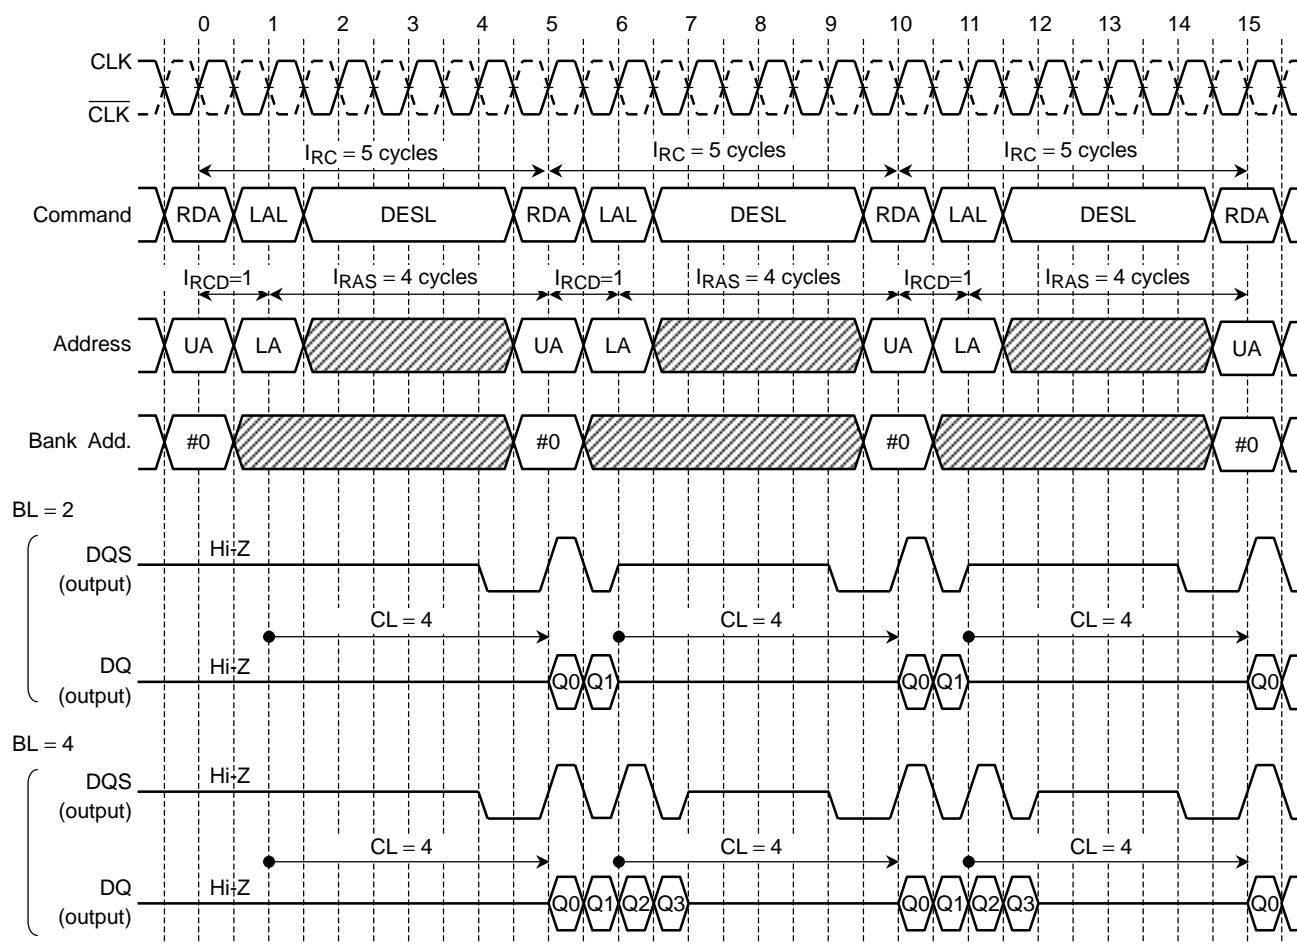 0 1 2 3 4 5 6 7 8 9 10 11 12 13 14 15
CLK
CLK
IRC = 5 cycles IRC = 5 cycles IRC = 5 cycles
Command RDA LAL DESL RDA LAL DESL RDA LAL DESL RDA
IRCD=1 IRAS = 4 cycles IRCD=1 IRAS = 4 cycles IRCD=1 IRAS = 4 cycles
Address UA LA UA LA UA LA UA
Bank Add. #0 #0 #0 #0
BL = 2
DQS Hi-Z
(output)
CL = 4 CL = 4 CL = 4
DQ Hi-Z Q0 Q1 Q0 Q1 Q0
(output)
BL = 4
DQS Hi-Z
(output)
CL = 4 CL = 4 CL = 4
DQ Hi-Z Q0 Q1 Q2 Q3 Q0 Q1 Q2 Q3 Q0
(output)